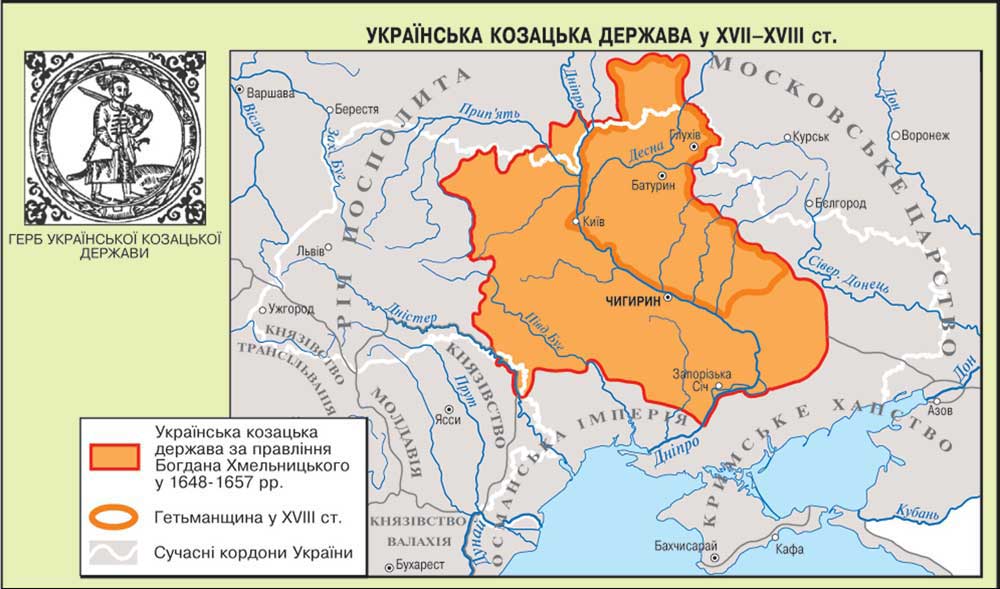 УКРАЇНСЬКА КОЗАЦЬКА ДЕРЖАВА у XVII–XVIII ст.
ГЕРБ УКРАЇНСЬКОЇ КОЗАЦЬКОЇ
ДЕРЖАВИ
РІЧ ПОСПОЛИТА
МОСКОВСЬКЕ ЦАРСТВО
Варшава
Вісла
Берестя
Зах. Буг
Прип'ять
Дніпро
Дон
Воронеж
Курськ
Глухів
Десна
Батурин
Бєлгород
Київ
Львів
Сівер. Донець
Ужгород
ЧИГИРИН
Дністер
Півд. Буг
КНЯЗІВСТВО
ТРАНСІЛЬВАНІЯ
КНЯЗІВСТВО
МОЛДАВІЯ
Прут
Ясси
Запорізька
Січ
Дон
Азов
ОСМАНСЬКА ІМПЕРІЯ
КРИМСЬКЕ ХАНСТВО
Дніпро
Кубань
КНЯЗІВСТВО
ВАЛАХІЯ
Дунай
Бухарест
Бахчисарай
Кафа
Українська козацька
держава за правління
Богдана Хмельницького
у 1648-1657 рр.
Гетьманщина у XVIII ст.
Сучасні кордони України